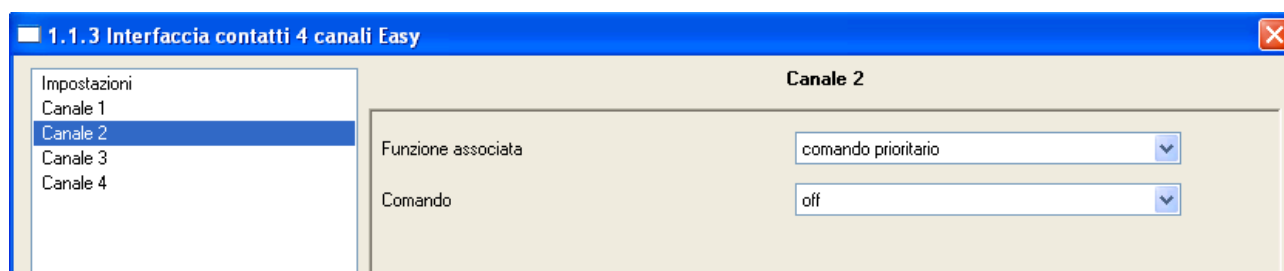 1.1.3 Interfaccia contatti 4 canali Easy
Impostazioni
Canale 1
Canale 2
Canale 3
Canale 4
Canale 2
Funzione associata comando prioritario
Comando off